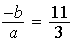 -b/a = 11/3